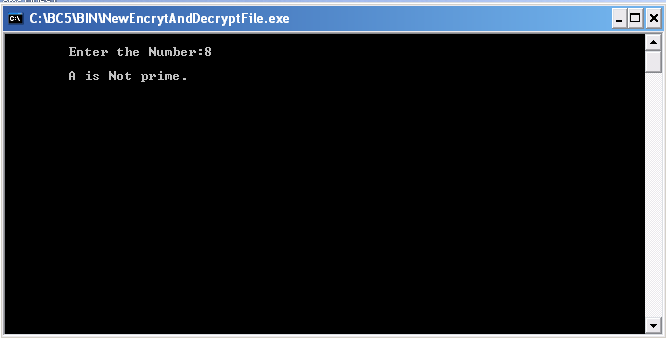 C:\BC5\BIN\NewEncrytAndDecryptFile.exe
Enter the Number:8
A is Not prime.